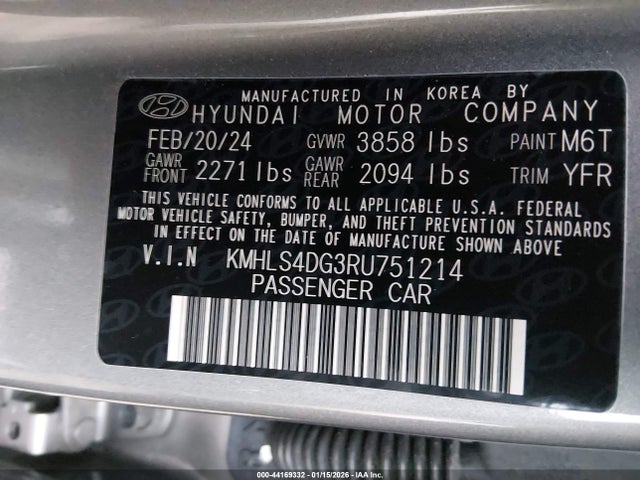 MANUFACTURED IN KOREA BY
HYUNDAI MOTOR COMPANY
FEB/20/24 GVWR 3858 lbs PAINT M6T
GAWR FRONT 2271 lbs GAWR REAR 2094 lbs TRIM YFR
THIS VEHICLE CONFORMS TO ALL APPLICABLE U.S.A. FEDERAL
MOTOR VEHICLE SAFETY, BUMPER, AND THEFT PREVENTION STANDARDS
IN EFFECT ON THE DATE OF MANUFACTURE SHOWN ABOVE
V.I.N KMHLS4DG3RU751214
PASSENGER CAR
000-44169332 - 01/15/2026 - IAA Inc.